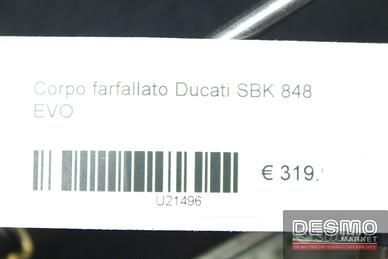 Corpo farfallato Ducati SBK 848
EVO
€ 319.
U21496
DESMO
MARKET